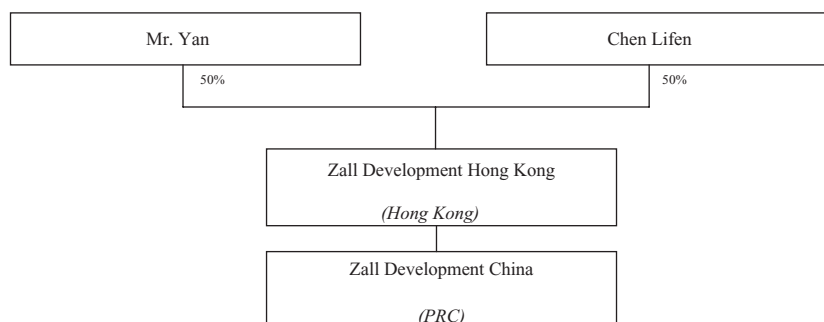 Mr. Yan
Chen Lifen
50%
50%
Zall Development Hong Kong
(Hong Kong)
Zall Development China
(PRC)